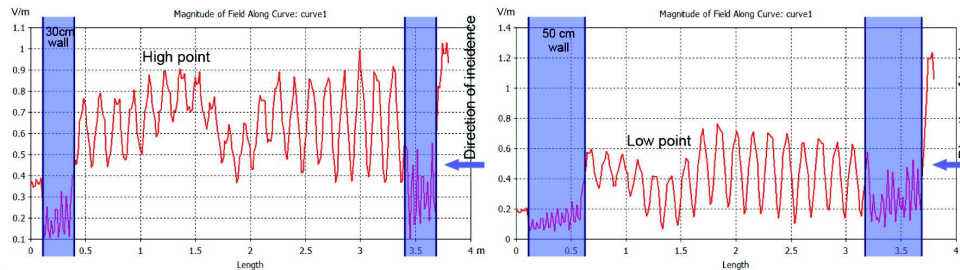 V/m
Magnitude of Field Along Curve: curve1
1.1
1
0.9
0.8
0.7
0.6
0.5
0.4
0.3
0.2
0.1
30cm
wall
High point
Direction of incidence
0
0.5
1
1.5
2
2.5
3
3.5
4 m
Length
V/m
Magnitude of Field Along Curve: curve1
1.4
1.2
1
0.8
0.6
0.4
0.2
0
50 cm
wall
Low point
0
0.5
1
1.5
2
2.5
3
3.5
4
Length